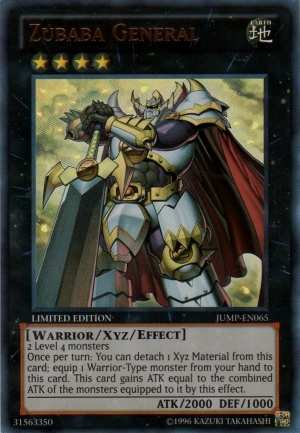 ZUBABA GENERAL
EARTH
地
LIMITED EDITION
JUMP-EN065
[WARRIOR/XYZ/EFFECT]
2 Level 4 monsters
Once per turn: You can detach 1 Xyz Material from this
card; equip 1 Warrior-Type monster from your hand to
this card. This card gains ATK equal to the combined
ATK of the monsters equipped to it by this effect.
ATK/2000 DEF/1000
31563350
©1996 KAZUKI TAKAHASHI